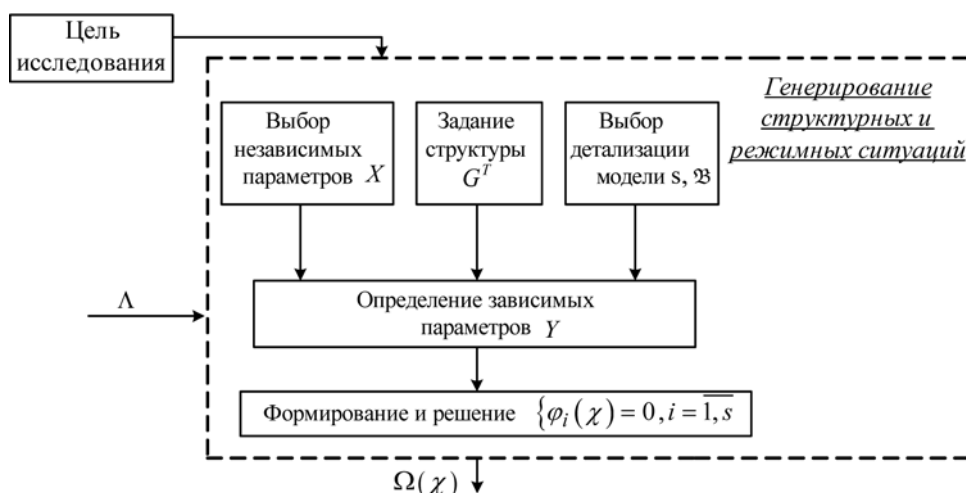 Цель
исследования
Генерирование
структурных и
режимных ситуаций
Выбор
независимых
параметров X
Задание
структуры
G^T
Выбор
детализации
модели s, 𝔅
Λ
Определение зависимых
параметров Y
Формирование и решение {φ_i(χ)=0, i=\overline{1,s}
Ω(χ)